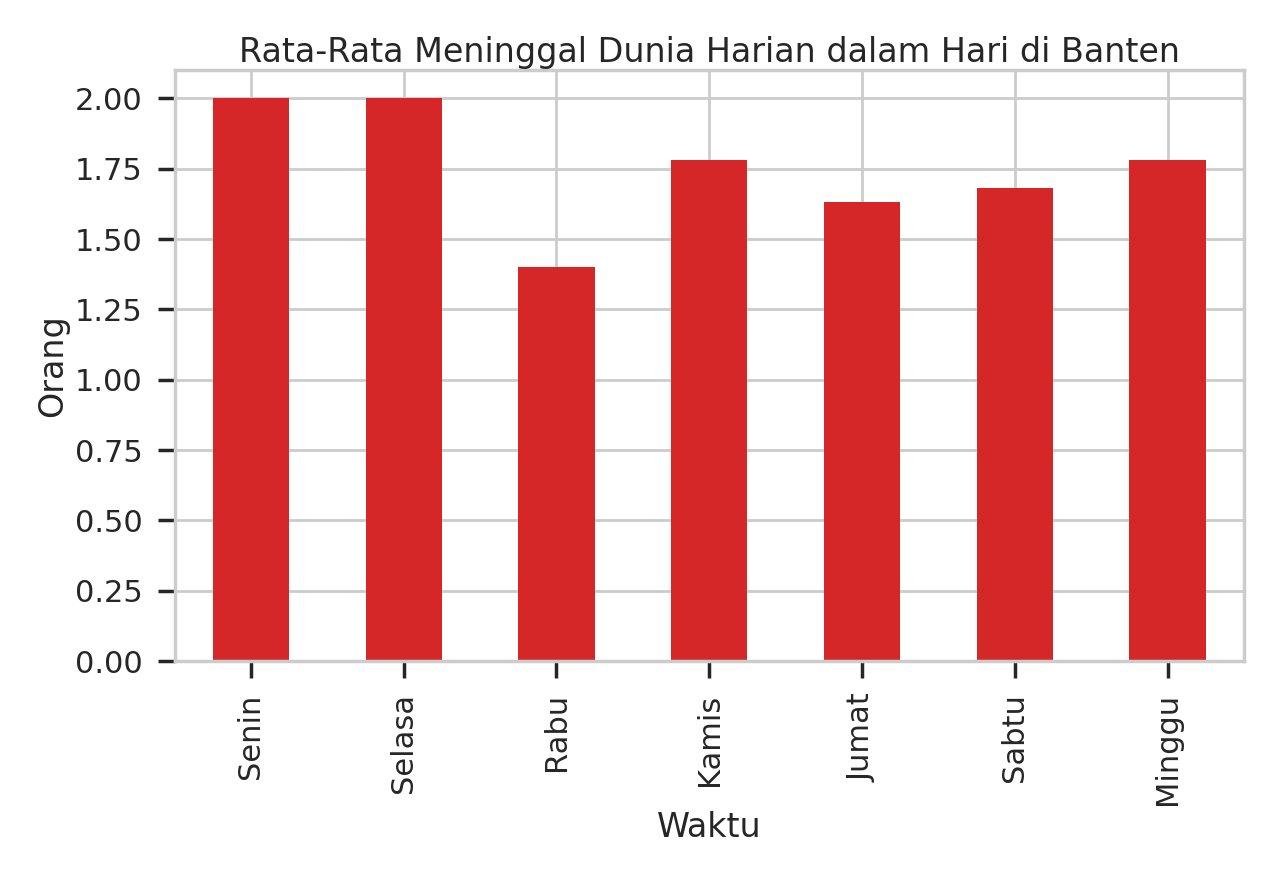 Rata-Rata Meninggal Dunia Harian dalam Hari di Banten
2.00
1.75
1.50
1.25
1.00
0.75
0.50
0.25
0.00
Orang
Senin
Selasa
Rabu
Kamis
Jumat
Sabtu
Minggu
Waktu